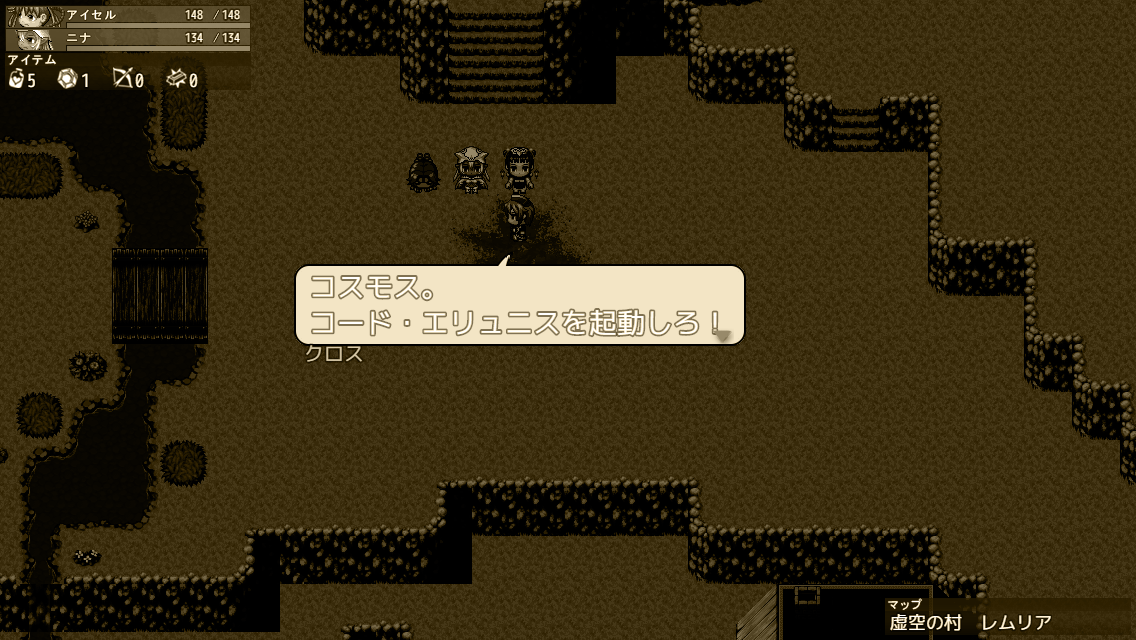 アイセル 148 / 148
ニナ 134 / 134
アイテム
5 1 0 0
コスモス。
コード・エリュニスを起動しろ！
クロス
マップ
虚空の村 レムリア